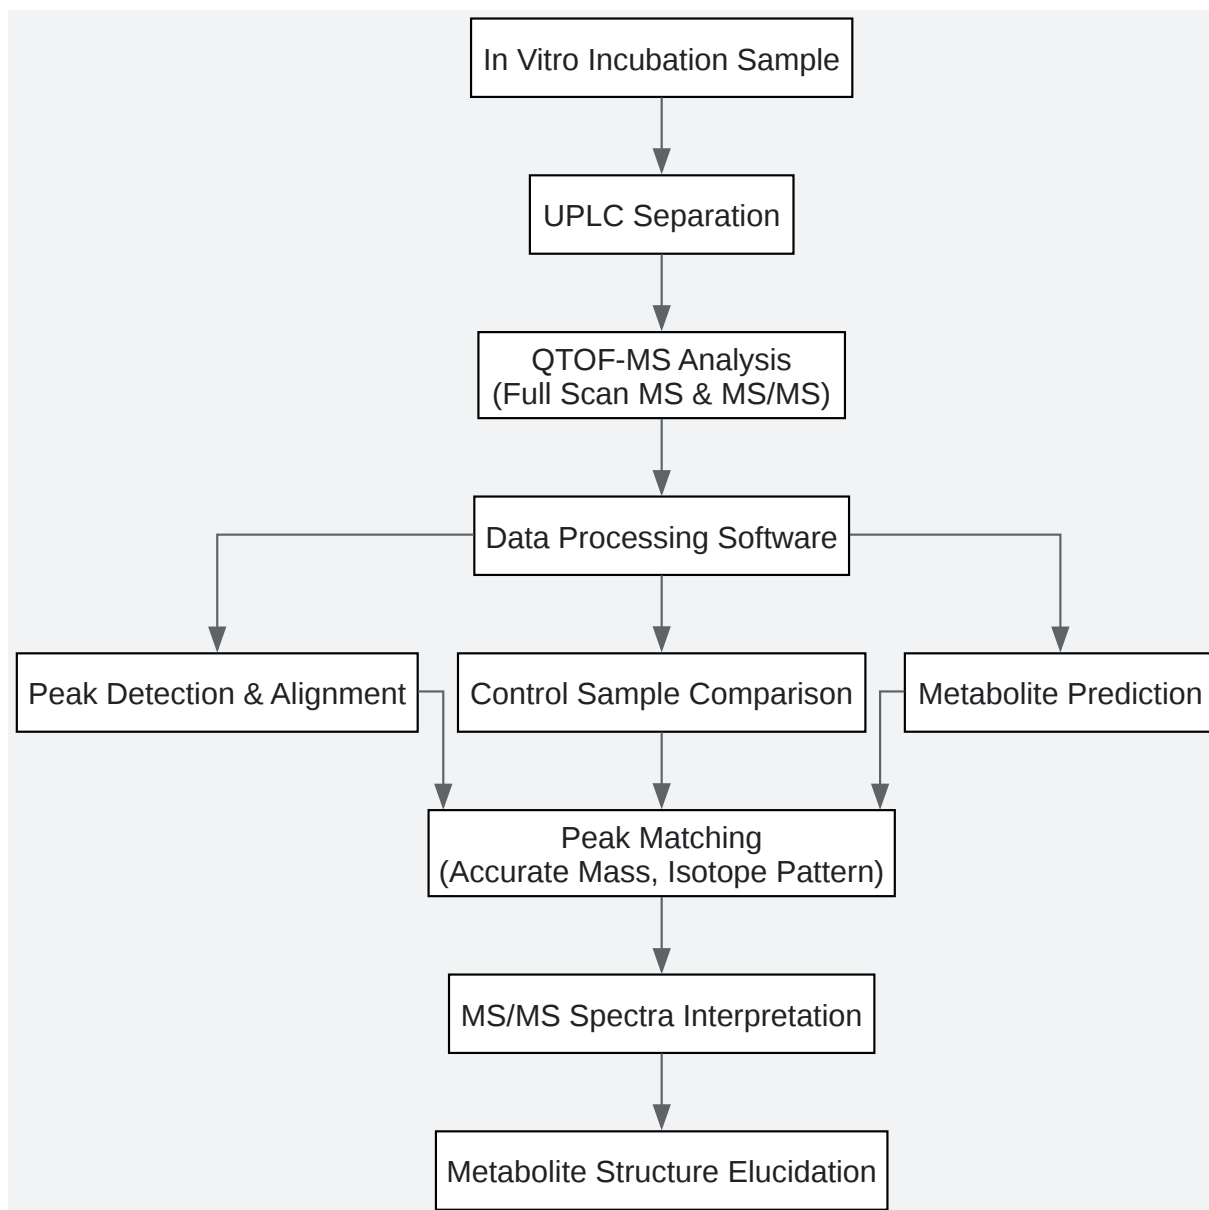 In Vitro Incubation Sample
UPLC Separation
QTOF-MS Analysis
(Full Scan MS & MS/MS)
Data Processing Software
Peak Detection & Alignment
Control Sample Comparison
Metabolite Prediction
Peak Matching
(Accurate Mass, Isotope Pattern)
MS/MS Spectra Interpretation
Metabolite Structure Elucidation